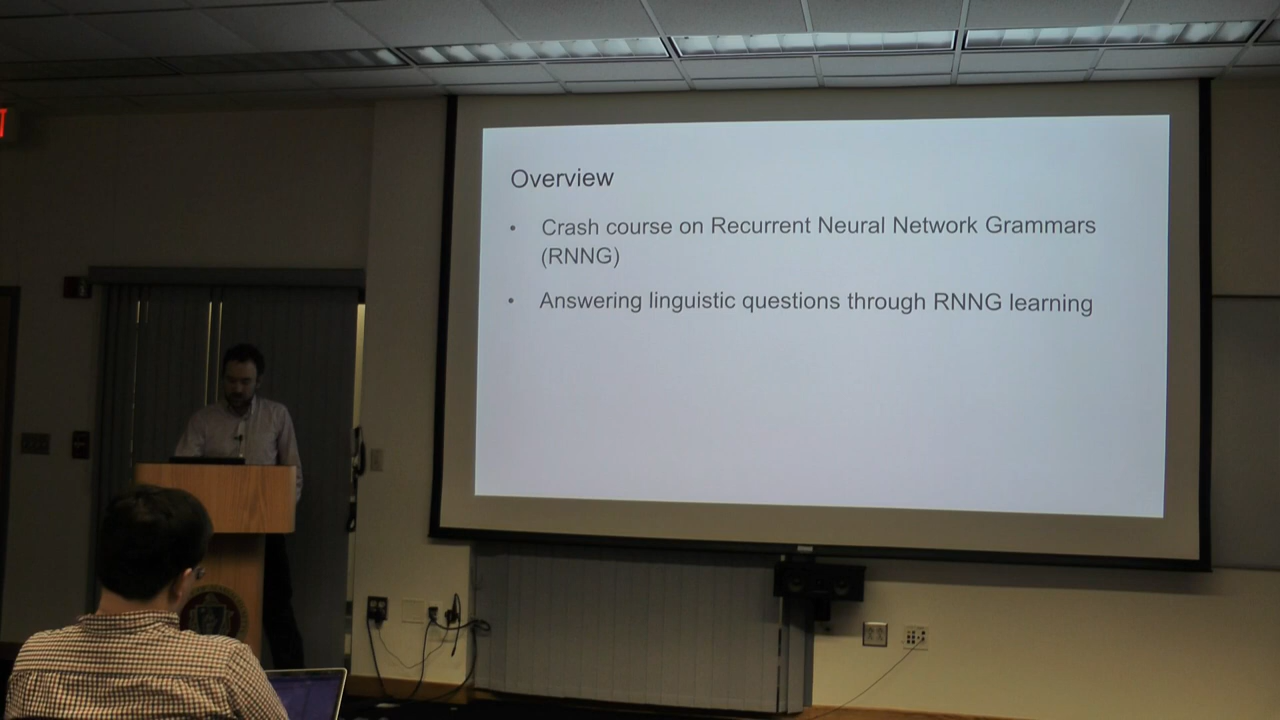 Overview
• Crash course on Recurrent Neural Network Grammars
(RNNG)
• Answering linguistic questions through RNNG learning